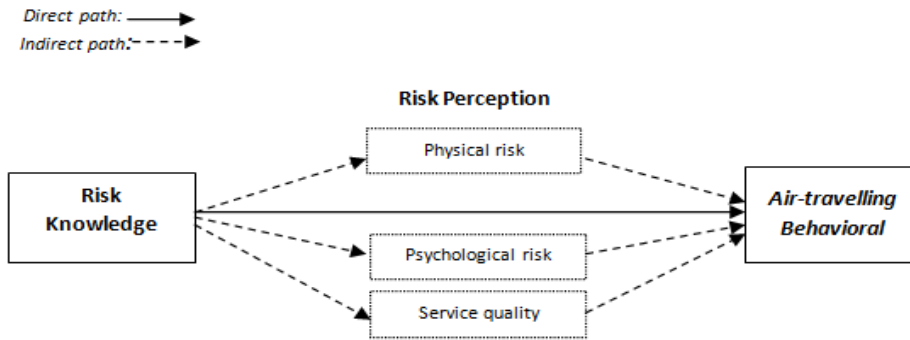 Direct path:
Indirect path:
Risk Perception
Physical risk
Risk
Knowledge
Air-travelling
Behavioral
Psychological risk
Service quality